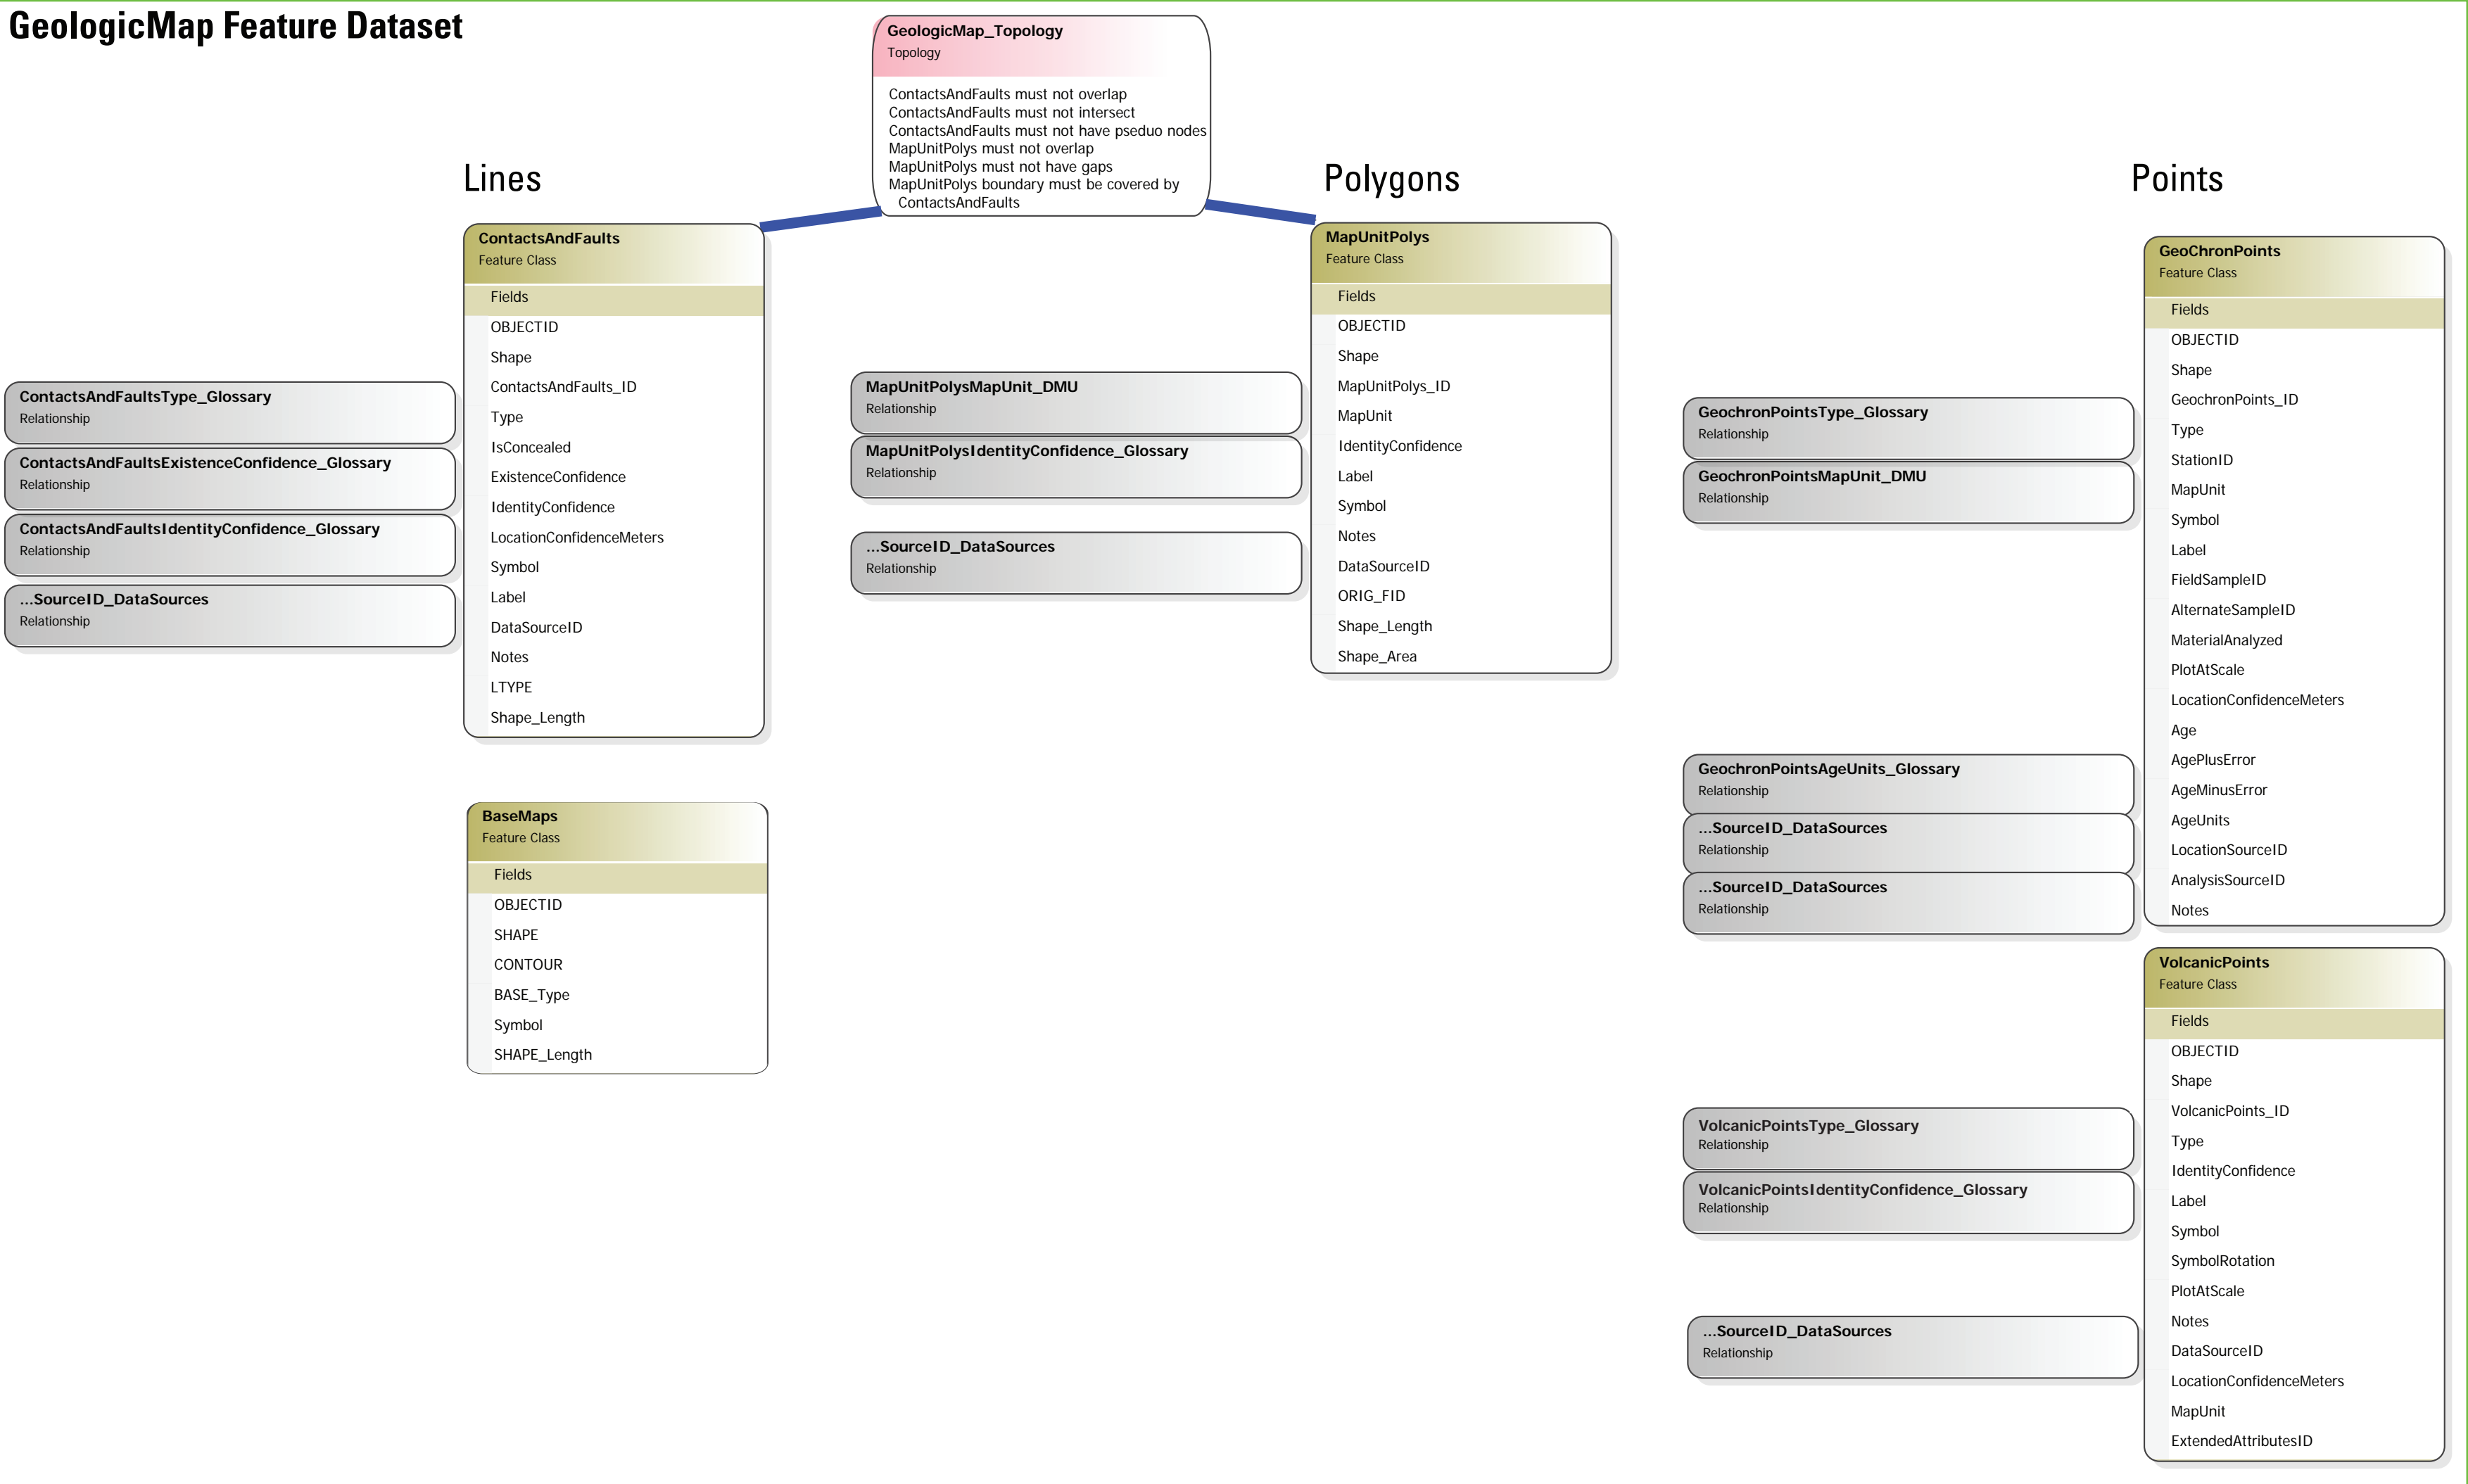 GeologicMap Feature Dataset
GeologicMap_Topology
Topology
ContactsAndFaults must not overlap
ContactsAndFaults must not intersect
ContactsAndFaults must not have pseduo nodes
MapUnitPolys must not overlap
MapUnitPolys must not have gaps
MapUnitPolys boundary must be covered by
ContactsAndFaults
Lines
ContactsAndFaults
Feature Class
Fields
OBJECTID
Shape
ContactsAndFaults_ID
Type
IsConcealed
ExistenceConfidence
IdentityConfidence
LocationConfidenceMeters
Symbol
Label
DataSourceID
Notes
LTYPE
Shape_Length
ContactsAndFaultsType_Glossary
Relationship
ContactsAndFaultsExistenceConfidence_Glossary
Relationship
ContactsAndFaultsIdentityConfidence_Glossary
Relationship
...SourceID_DataSources
Relationship
BaseMaps
Feature Class
Fields
OBJECTID
SHAPE
CONTOUR
BASE_Type
Symbol
SHAPE_Length
Polygons
MapUnitPolys
Feature Class
Fields
OBJECTID
Shape
MapUnitPolys_ID
MapUnit
IdentityConfidence
Label
Symbol
Notes
DataSourceID
ORIG_FID
Shape_Length
Shape_Area
MapUnitPolysMapUnit_DMU
Relationship
MapUnitPolysIdentityConfidence_Glossary
Relationship
...SourceID_DataSources
Relationship
Points
GeoChronPoints
Feature Class
Fields
OBJECTID
Shape
GeochronPoints_ID
Type
StationID
MapUnit
Symbol
Label
FieldSampleID
AlternateSampleID
MaterialAnalyzed
PlotAtScale
LocationConfidenceMeters
Age
AgePlusError
AgeMinusError
AgeUnits
LocationSourceID
AnalysisSourceID
Notes
GeochronPointsType_Glossary
Relationship
GeochronPointsMapUnit_DMU
Relationship
GeochronPointsAgeUnits_Glossary
Relationship
...SourceID_DataSources
Relationship
...SourceID_DataSources
Relationship
VolcanicPoints
Feature Class
Fields
OBJECTID
Shape
VolcanicPoints_ID
Type
IdentityConfidence
Label
Symbol
SymbolRotation
PlotAtScale
Notes
DataSourceID
LocationConfidenceMeters
MapUnit
ExtendedAttributesID
VolcanicPointsType_Glossary
Relationship
VolcanicPointsIdentityConfidence_Glossary
Relationship
...SourceID_DataSources
Relationship